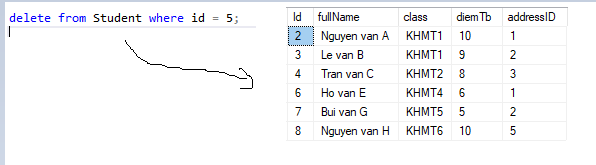 delete from Student where id = 5;
Id fullName class diemTb addressID
2 Nguyen van A KHMT1 10 1
3 Le van B KHMT1 9 2
4 Tran van C KHMT2 8 3
6 Ho van E KHMT4 6 1
7 Bui van G KHMT5 5 2
8 Nguyen van H KHMT6 10 5